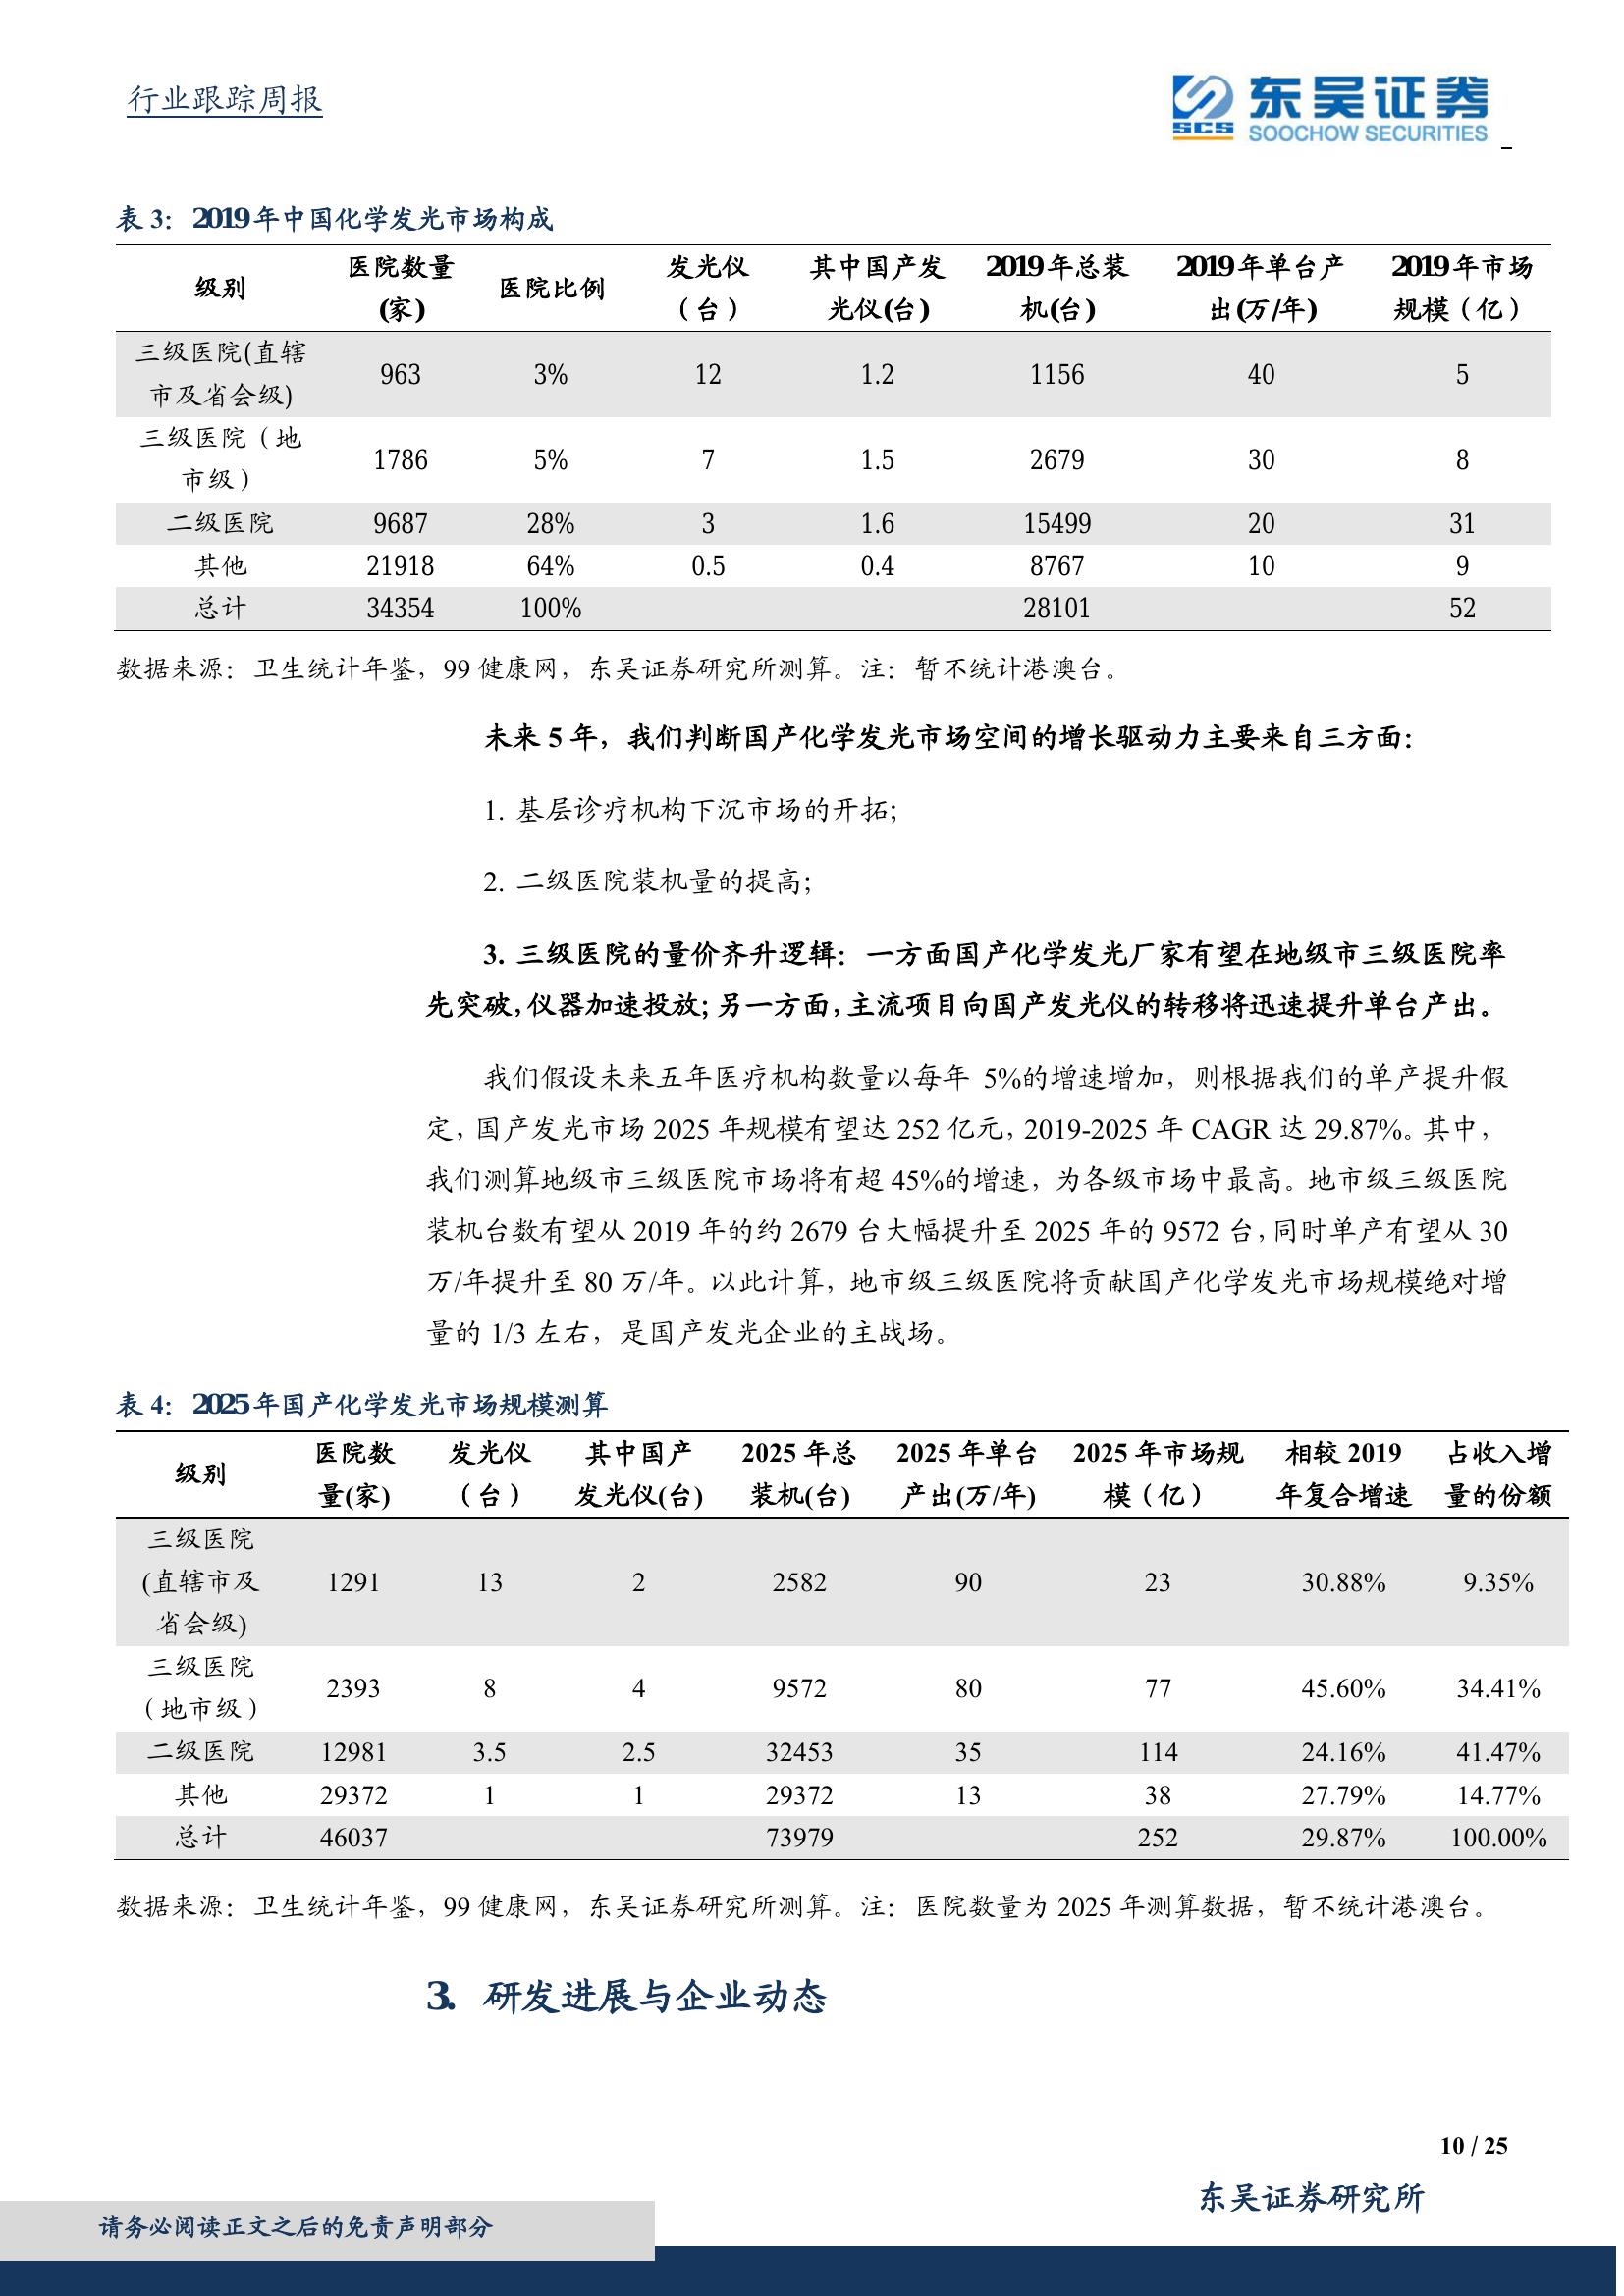 行业跟踪周报
东吴证券
SCS
SOOCHOW SECURITIES
表 3：2019 年中国化学发光市场构成
级别 医院数量(家) 医院比例 发光仪（台） 其中国产发光仪(台) 2019 年总装机(台) 2019 年单台产出(万/年) 2019 年市场规模（亿）
三级医院(直辖市及省会级) 963 3% 12 1.2 1156 40 5
三级医院（地市级） 1786 5% 7 1.5 2679 30 8
二级医院 9687 28% 3 1.6 15499 20 31
其他 21918 64% 0.5 0.4 8767 10 9
总计 34354 100% 28101 52
数据来源：卫生统计年鉴，99 健康网，东吴证券研究所测算。注：暂不统计港澳台。
未来 5 年，我们判断国产化学发光市场空间的增长驱动力主要来自三方面：
1. 基层诊疗机构下沉市场的开拓；
2. 二级医院装机量的提高；
3. 三级医院的量价齐升逻辑：一方面国产化学发光厂家有望在地级市三级医院率
先突破，仪器加速投放；另一方面，主流项目向国产发光仪的转移将迅速提升单台产出。
我们假设未来五年医疗机构数量以每年 5%的增速增加，则根据我们的单产提升假
定，国产发光市场 2025 年规模有望达 252 亿元，2019-2025 年 CAGR 达 29.87%。其中，
我们测算地级市三级医院市场将有超 45%的增速，为各级市场中最高。地市级三级医院
装机台数有望从 2019 年的约 2679 台大幅提升至 2025 年的 9572 台，同时单产有望从 30
万/年提升至 80 万/年。以此计算，地市级三级医院将贡献国产化学发光市场规模绝对增
量的 1/3 左右，是国产发光企业的主战场。
表 4：2025 年国产化学发光市场规模测算
级别 医院数量(家) 发光仪（台） 其中国产发光仪(台) 2025 年总装机(台) 2025 年单台产出(万/年) 2025 年市场规模（亿） 相较 2019 年复合增速 占收入增量的份额
三级医院(直辖市及省会级) 1291 13 2 2582 90 23 30.88% 9.35%
三级医院（地市级） 2393 8 4 9572 80 77 45.60% 34.41%
二级医院 12981 3.5 2.5 32453 35 114 24.16% 41.47%
其他 29372 1 1 29372 13 38 27.79% 14.77%
总计 46037 73979 252 29.87% 100.00%
数据来源：卫生统计年鉴，99 健康网，东吴证券研究所测算。注：医院数量为 2025 年测算数据，暂不统计港澳台。
3. 研发进展与企业动态
10 / 25
东吴证券研究所
请务必阅读正文之后的免责声明部分